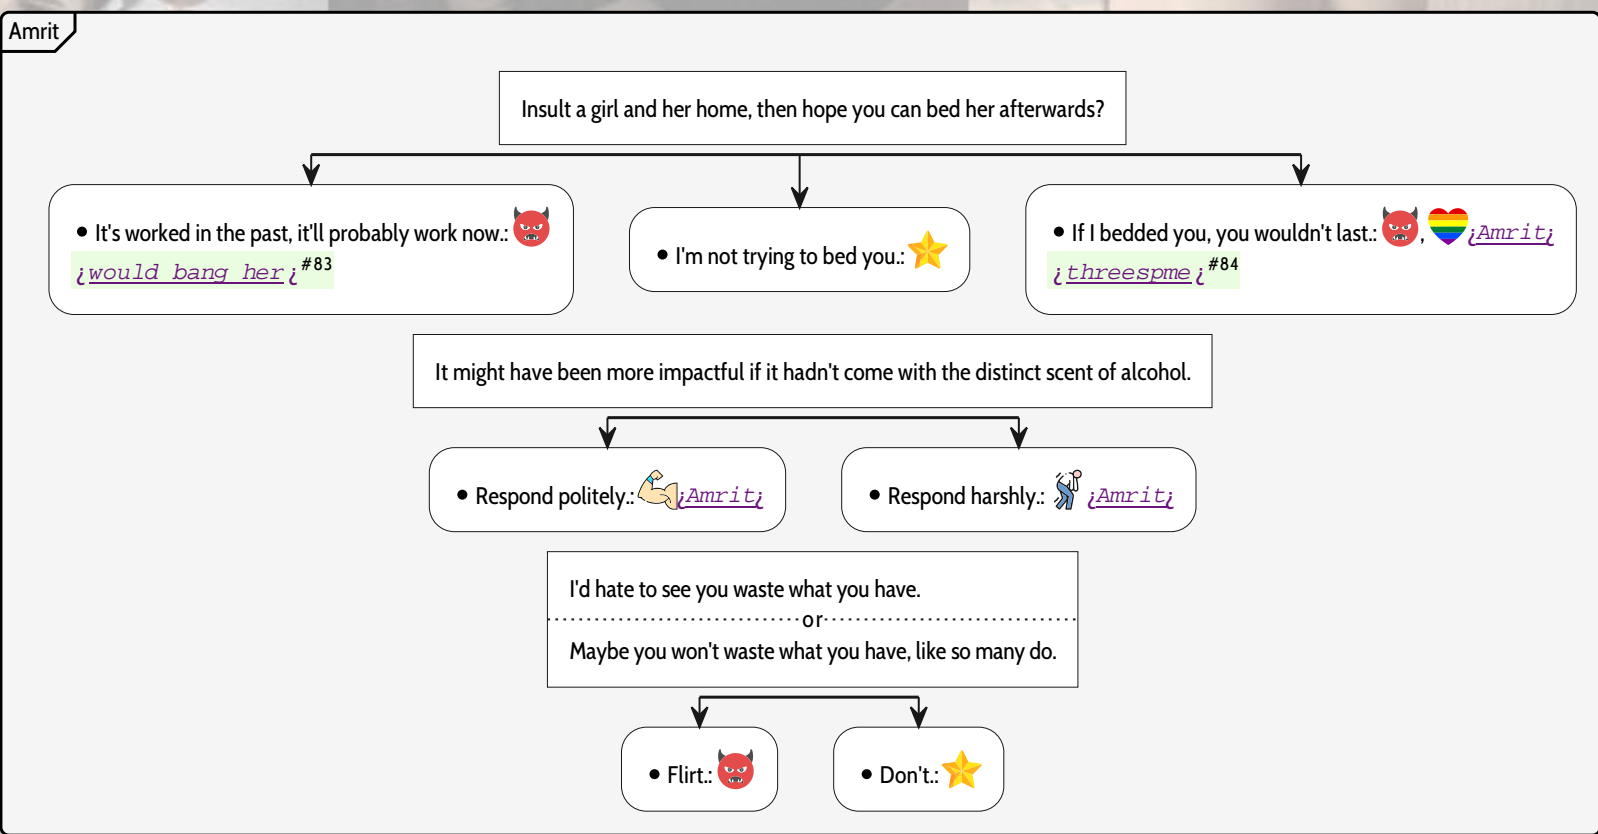 Amrit
Insult a girl and her home, then hope you can bed her afterwards?
• It's worked in the past, it'll probably work now.:
¿would bang her¿#83
• I'm not trying to bed you.:
• If I bedded you, you wouldn't last.: , ¿Amrit¿
¿threespme¿#84
It might have been more impactful if it hadn't come with the distinct scent of alcohol.
• Respond politely.: ¿Amrit¿
• Respond harshly.: ¿Amrit¿
I'd hate to see you waste what you have.
or
Maybe you won't waste what you have, like so many do.
• Flirt.:
• Don't.: